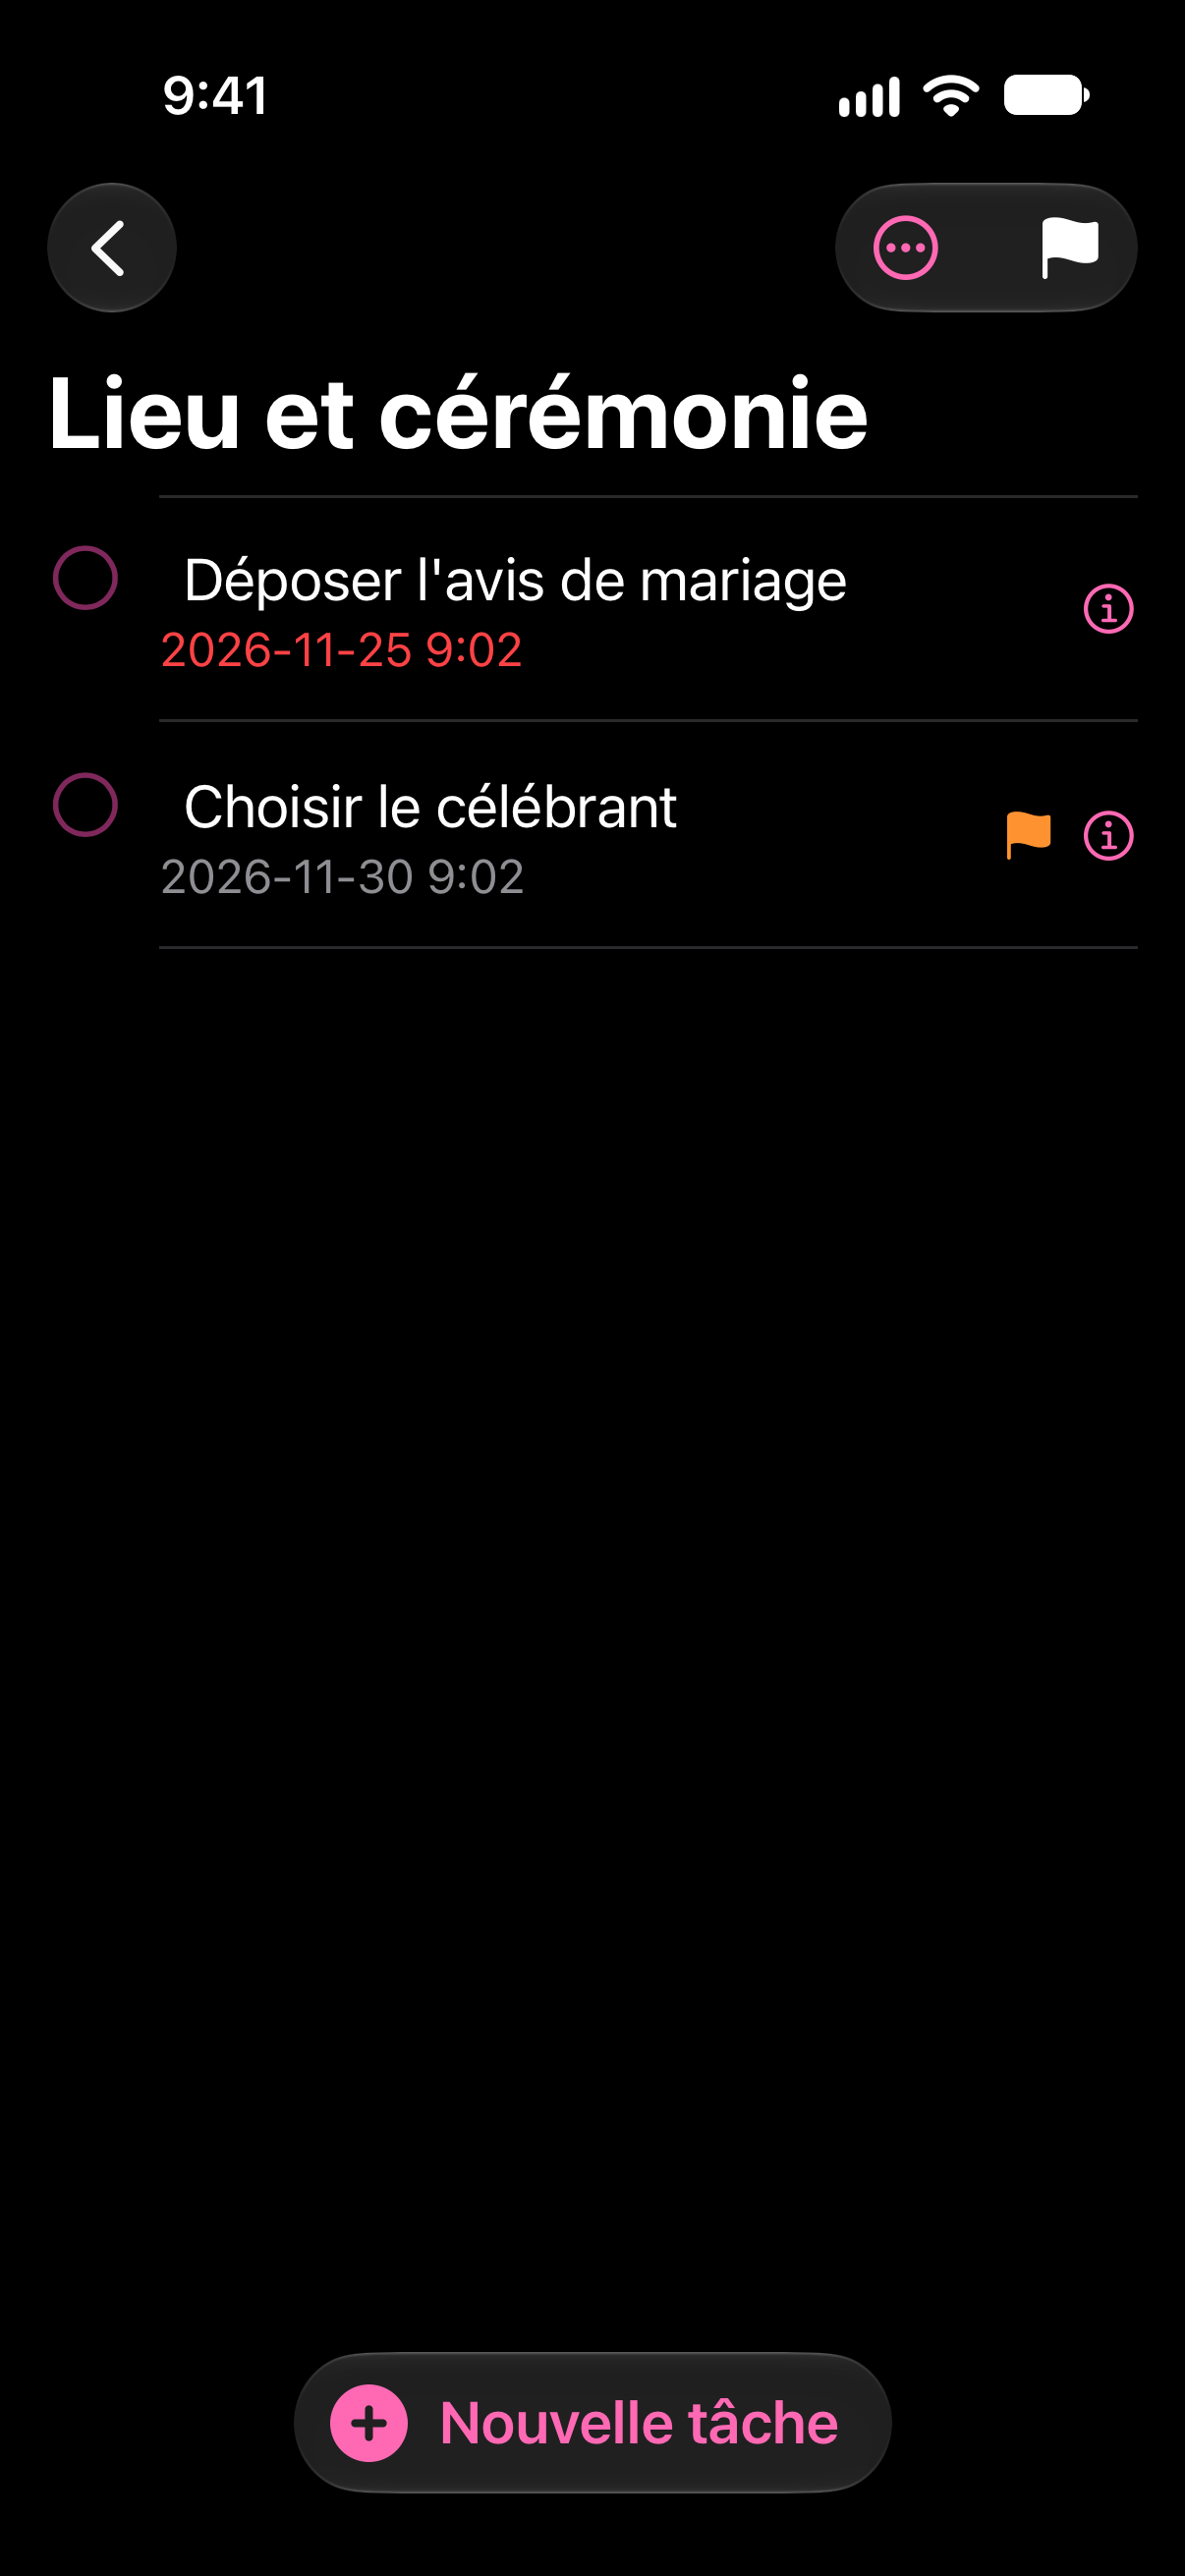 9:41
Lieu et cérémonie
Déposer l'avis de mariage
2026-11-25 9:02
Choisir le célébrant
2026-11-30 9:02
Nouvelle tâche